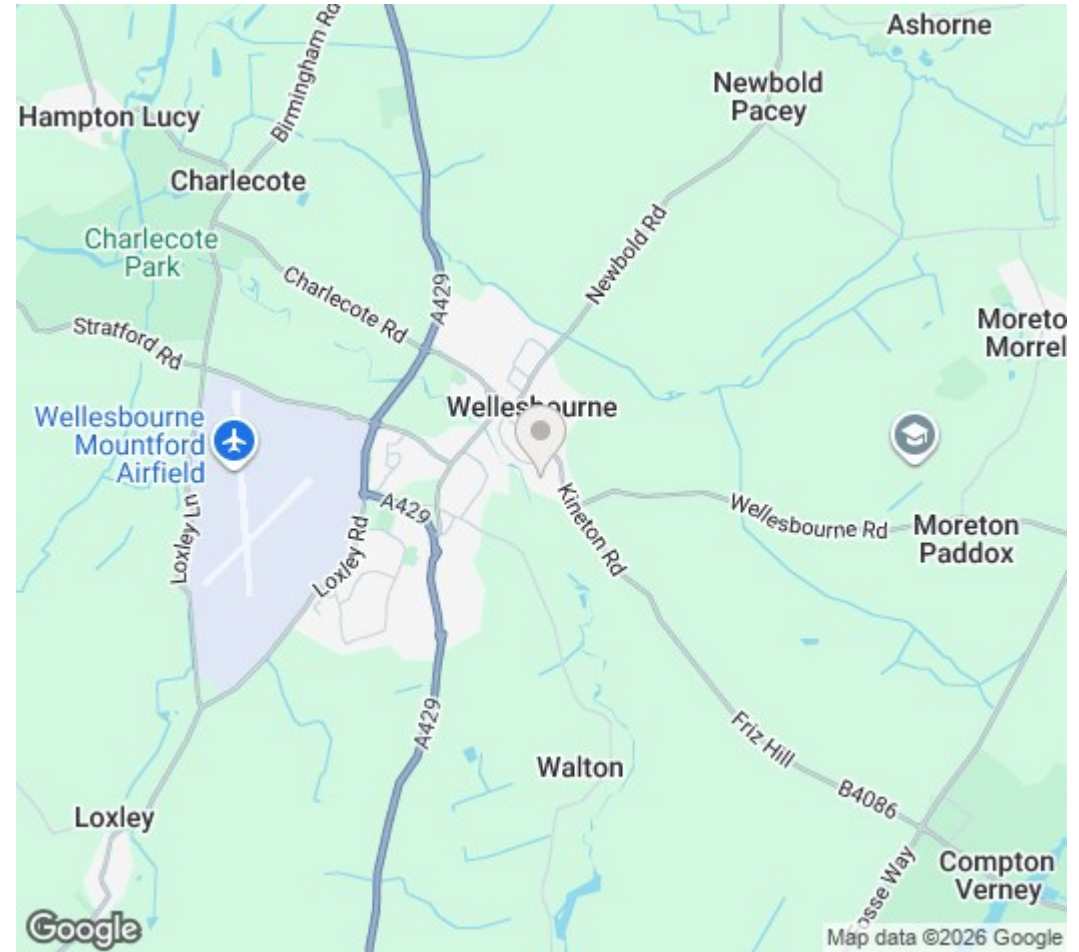 Ashorne
Birmingham Rd
Newbold
Pacey
Hampton Lucy
Charlecote
Charlecote
Park
Newbold Rd
A429
Charlecote Rd
Moreto
Morrel
Stratford Rd
Wellesbourne
Wellesbourne
Mountford
Airfield
A429
Kineton Rd
Wellesbourne Rd
Moreton
Paddox
Loxley Ln
Loxley Rd
A429
Friz Hill
Walton
B4086
Loxley
osse Way
Compton
Verney
Google
Map data ©2026 Google